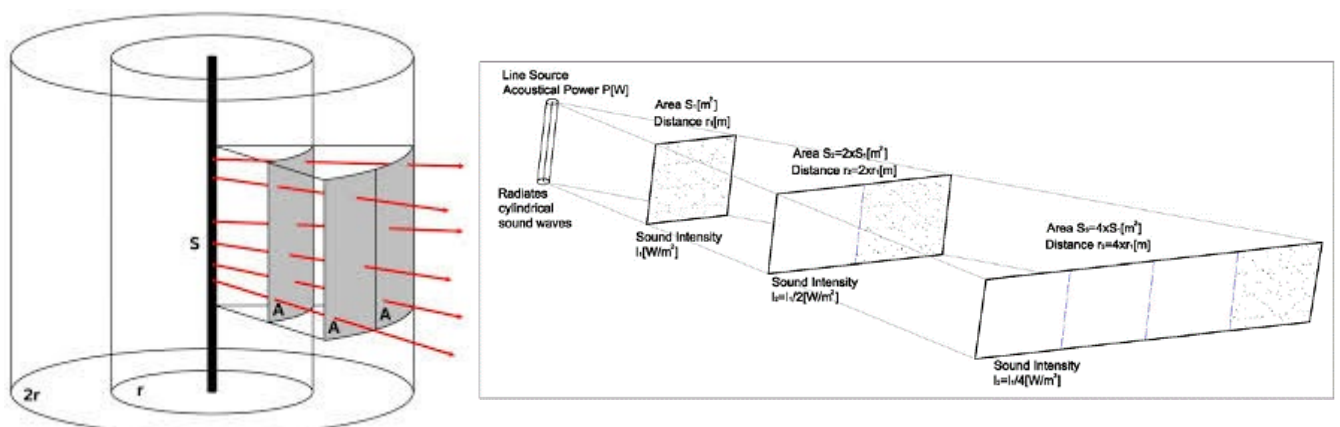 S
A
A
A
2r
r
Line Source
Acoustical Power P[W]
Radiates
cylindrical
sound waves
Area S₁[m²]
Distance r₁[m]
Sound Intensity
I₁[W/m²]
Area S₂=2xS₁[m²]
Distance r₂=2xr₁[m]
Sound Intensity
I₂=I₁/2[W/m²]
Area S₃=4xS₁[m²]
Distance r₃=4xr₁[m]
Sound Intensity
I₃=I₁/4[W/m²]